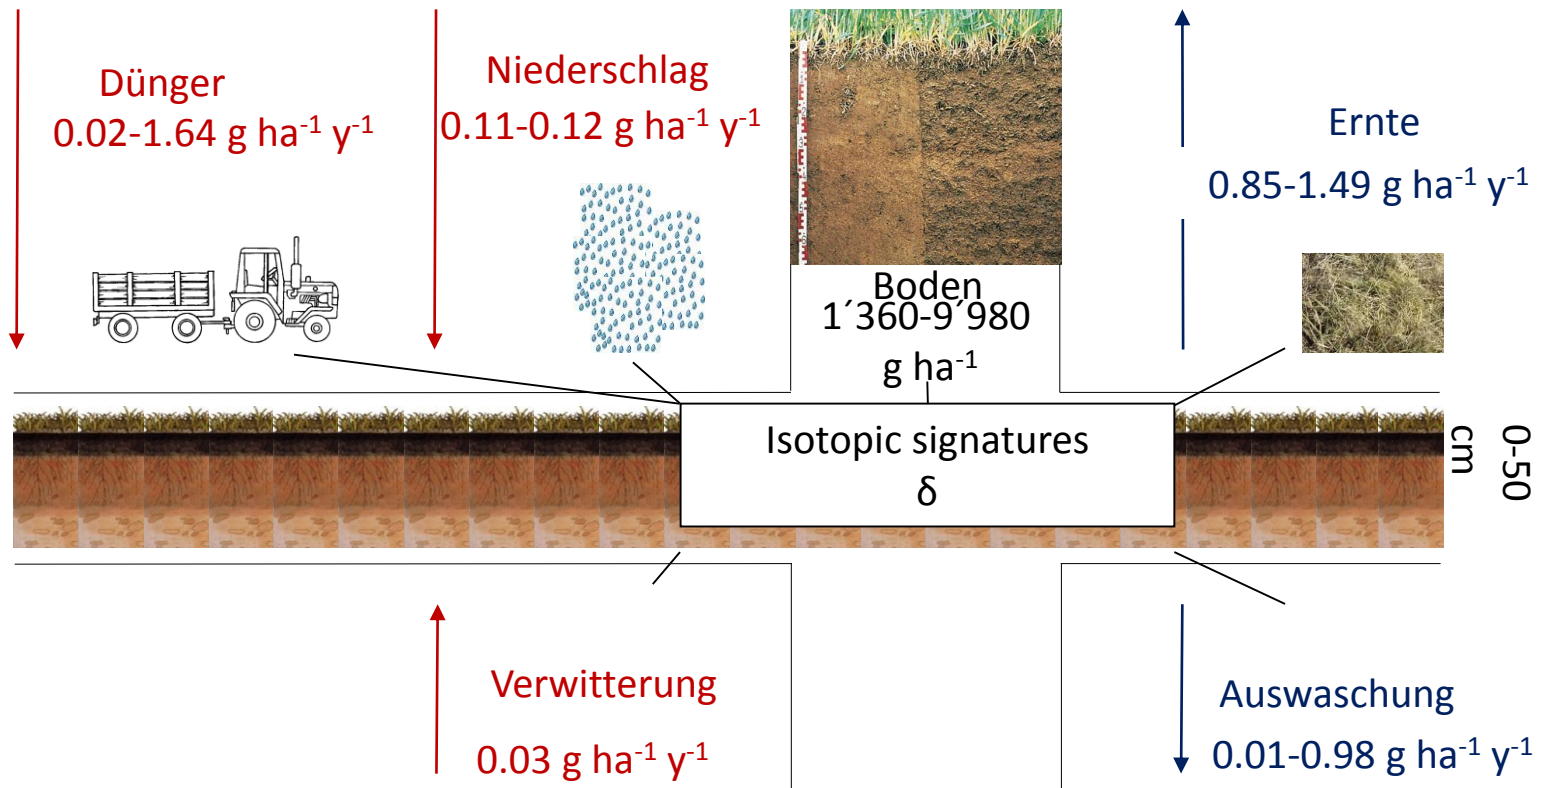 Dünger
0.02-1.64 g ha⁻¹ y⁻¹
Niederschlag
0.11-0.12 g ha⁻¹ y⁻¹
Boden
1´360-9´980
g ha⁻¹
Ernte
0.85-1.49 g ha⁻¹ y⁻¹
Isotopic signatures
δ
0-50
cm
Verwitterung
0.03 g ha⁻¹ y⁻¹
Auswaschung
0.01-0.98 g ha⁻¹ y⁻¹